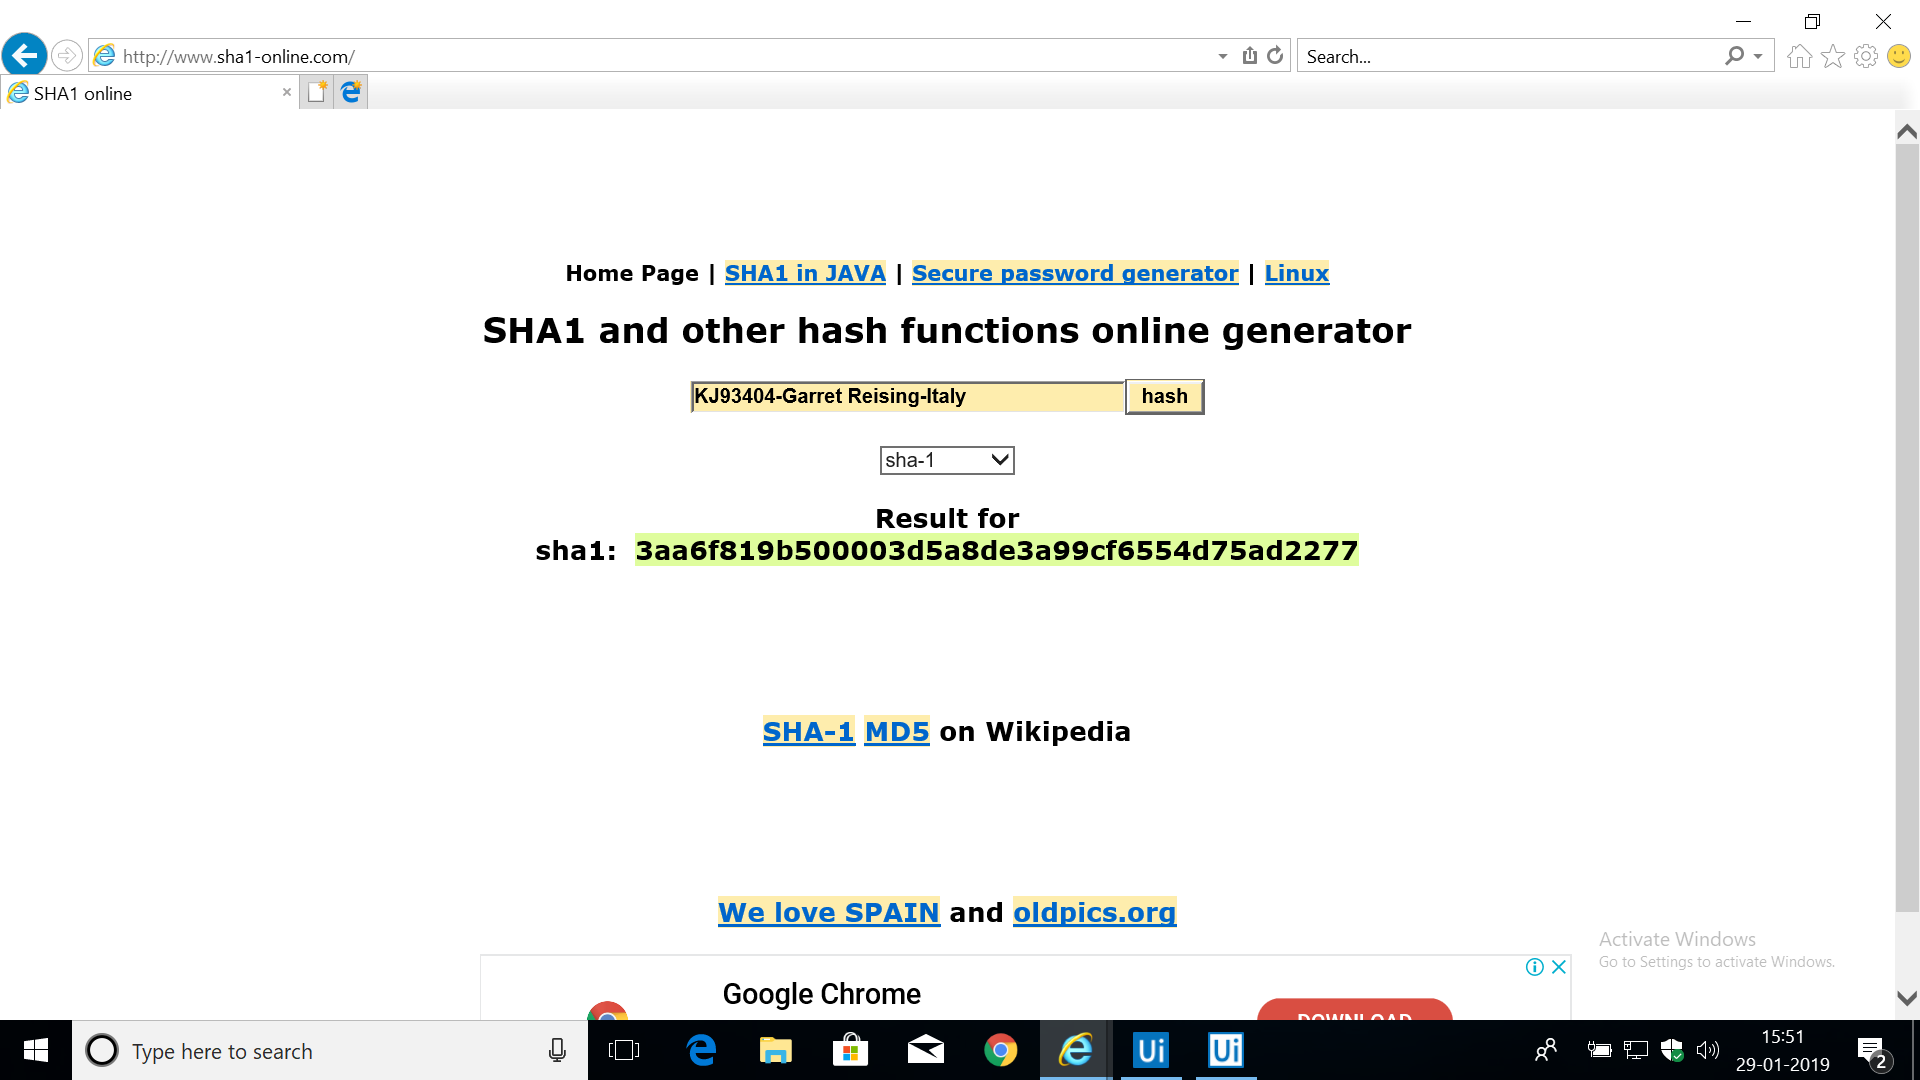 http://www.sha1-online.com/
Search...
SHA1 online
Home Page | SHA1 in JAVA | Secure password generator | Linux
SHA1 and other hash functions online generator
KJ93404-Garret Reising-Italy
hash
sha-1
Result for
sha1: 3aa6f819b500003d5a8de3a99cf6554d75ad2277
SHA-1 MD5 on Wikipedia
We love SPAIN and oldpics.org
Activate Windows
Go to Settings to activate Windows.
Google Chrome
DOWNLOAD
Type here to search
Ui
Ui
15:51
29-01-2019
2